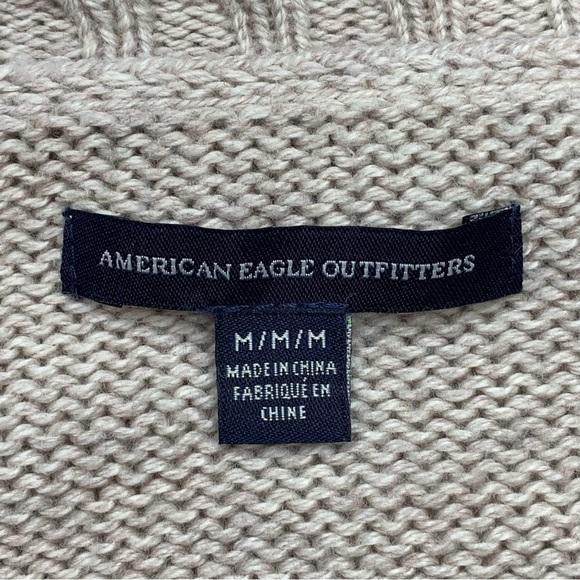 AMERICAN EAGLE OUTFITTERS
M/M/M
MADE IN CHINA
FABRIQUÉ EN
CHINE